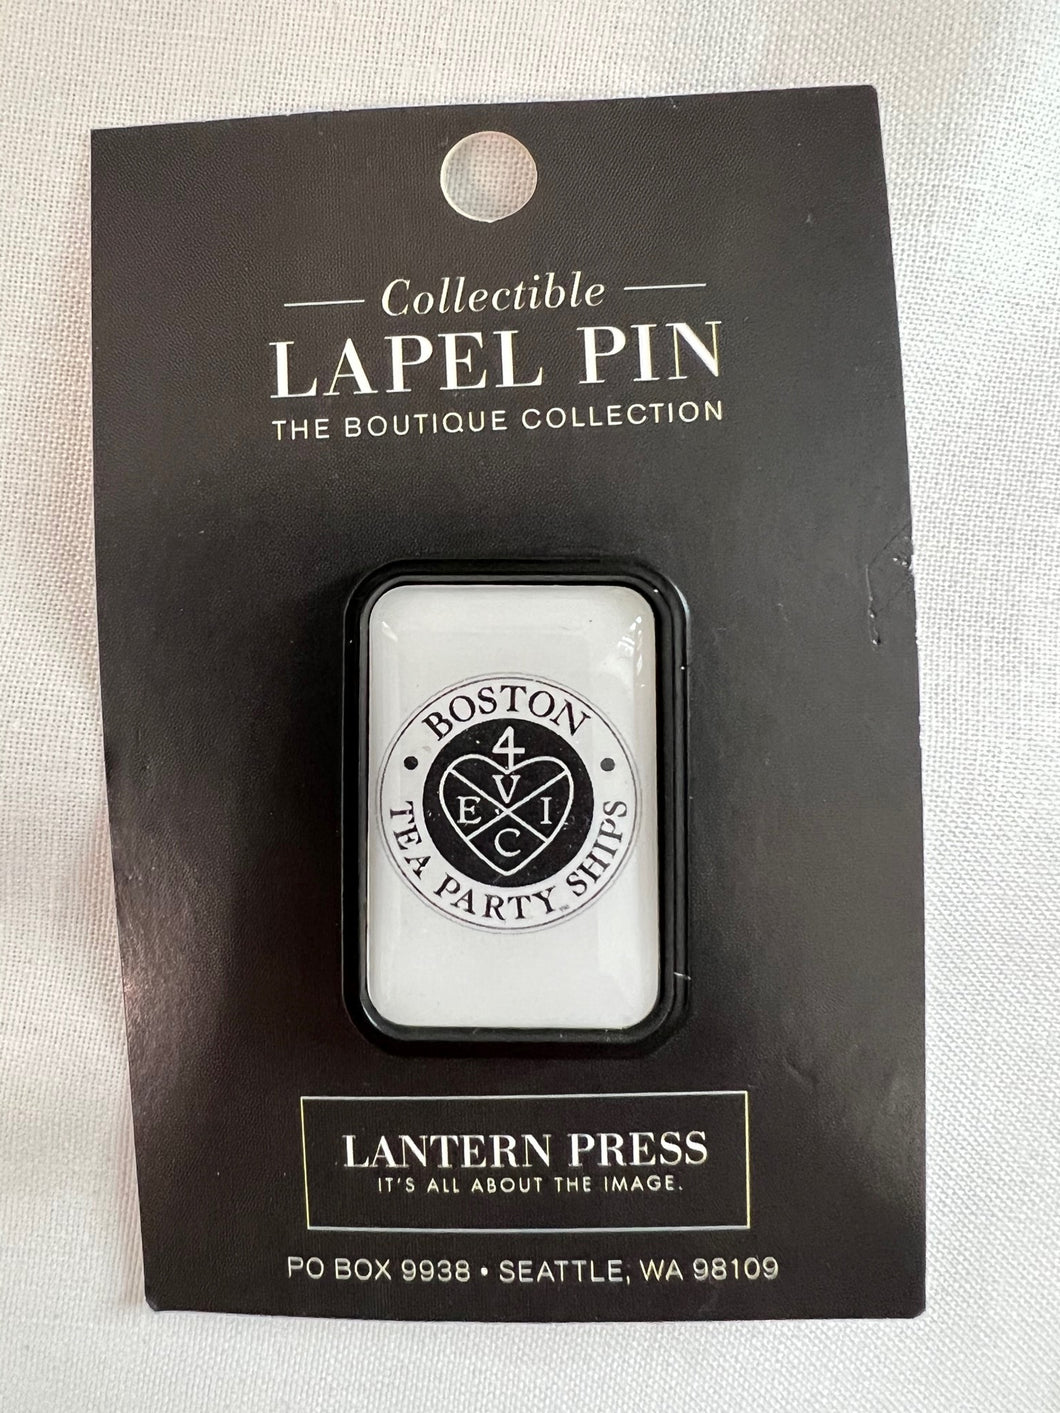 Collectible
LAPEL PIN
THE BOUTIQUE COLLECTION
BOSTON
4
V
E I
C
TEA PARTY SHIPS™
LANTERN PRESS
IT'S ALL ABOUT THE IMAGE.
PO BOX 9938 • SEATTLE, WA 98109